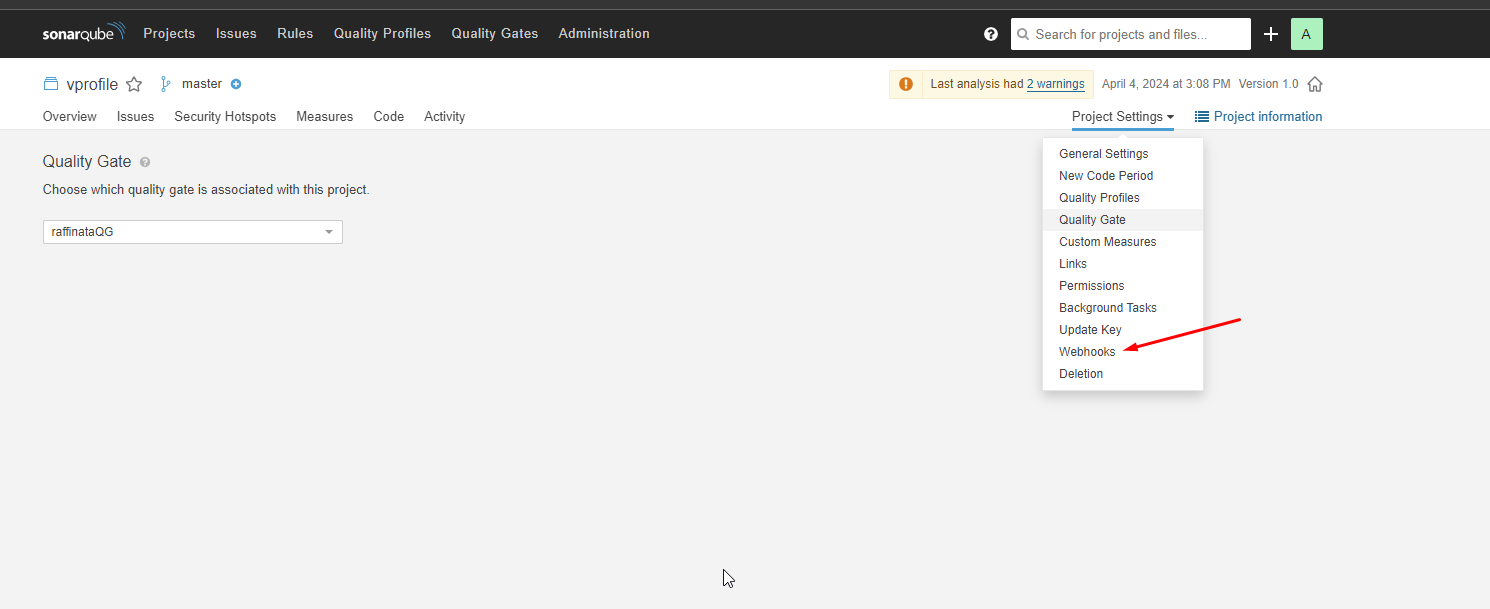 sonarqube Projects Issues Rules Quality Profiles Quality Gates Administration ? Search for projects and files... A
vprofile master Last analysis had 2 warnings April 4, 2024 at 3:08 PM Version 1.0
Overview Issues Security Hotspots Measures Code Activity Project Settings Project information
Quality Gate ?
Choose which quality gate is associated with this project.
raffinataQG
General Settings
New Code Period
Quality Profiles
Quality Gate
Custom Measures
Links
Permissions
Background Tasks
Update Key
Webhooks
Deletion